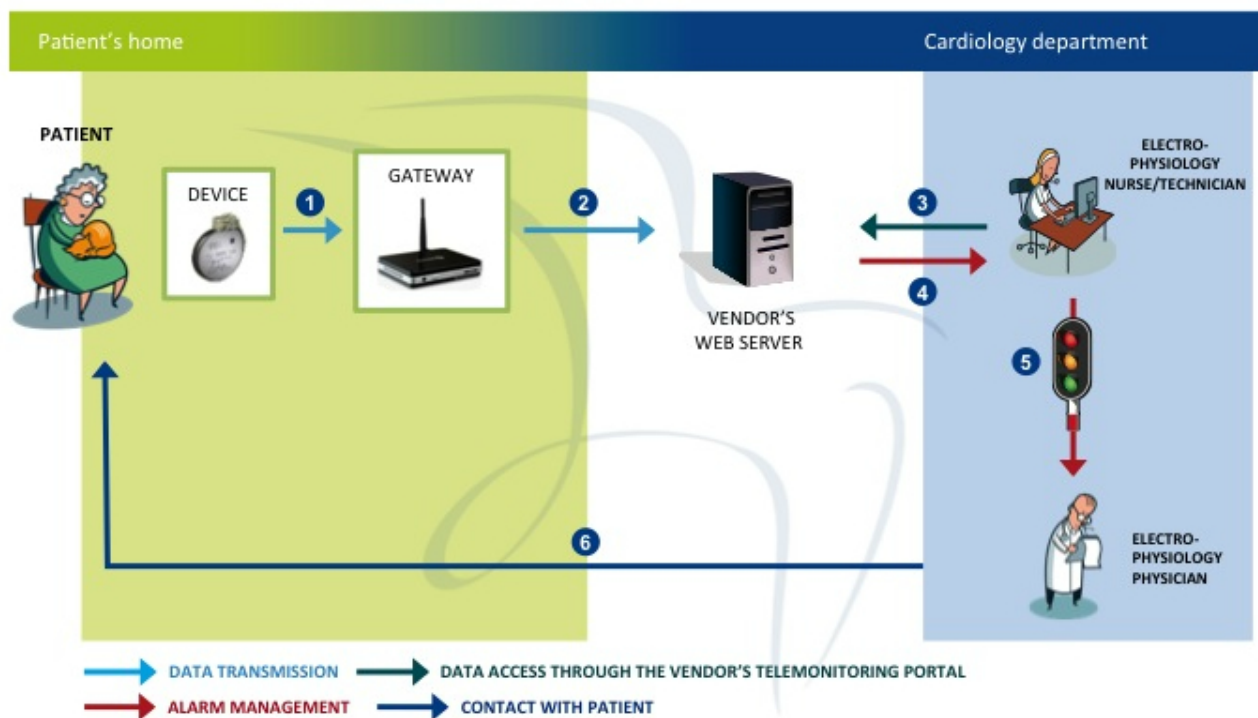 Patient's home
Cardiology department
PATIENT
DEVICE
GATEWAY
ELECTRO-
PHYSIOLOGY
NURSE/TECHNICIAN
1
2
3
4
VENDOR'S
WEB SERVER
5
6
ELECTRO-
PHYSIOLOGY
PHYSICIAN
DATA TRANSMISSION
DATA ACCESS THROUGH THE VENDOR'S TELEMONITORING PORTAL
ALARM MANAGEMENT
CONTACT WITH PATIENT